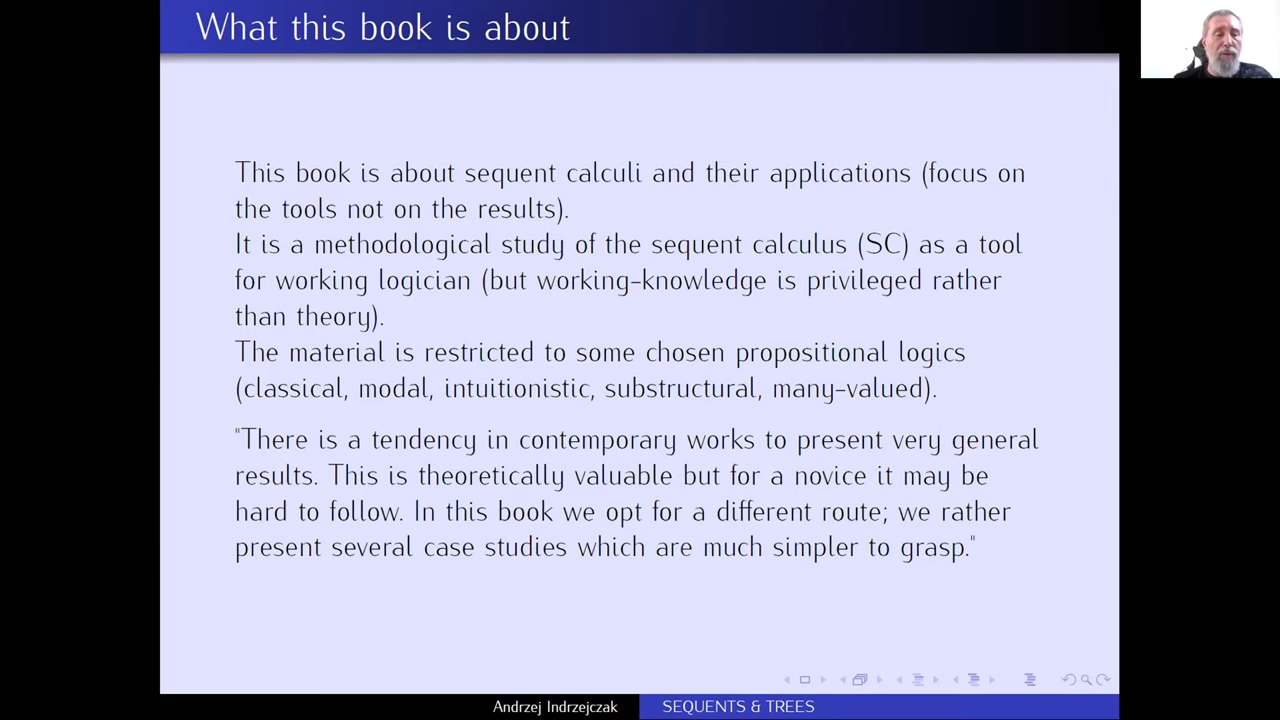 What this book is about
This book is about sequent calculi and their applications (focus on
the tools not on the results).
It is a methodological study of the sequent calculus (SC) as a tool
for working logician (but working-knowledge is privileged rather
than theory).
The material is restricted to some chosen propositional logics
(classical, modal, intuitionistic, substructural, many-valued).
"There is a tendency in contemporary works to present very general
results. This is theoretically valuable but for a novice it may be
hard to follow. In this book we opt for a different route; we rather
present several case studies which are much simpler to grasp."
Andrzej Indrzejczak
SEQUENTS & TREES